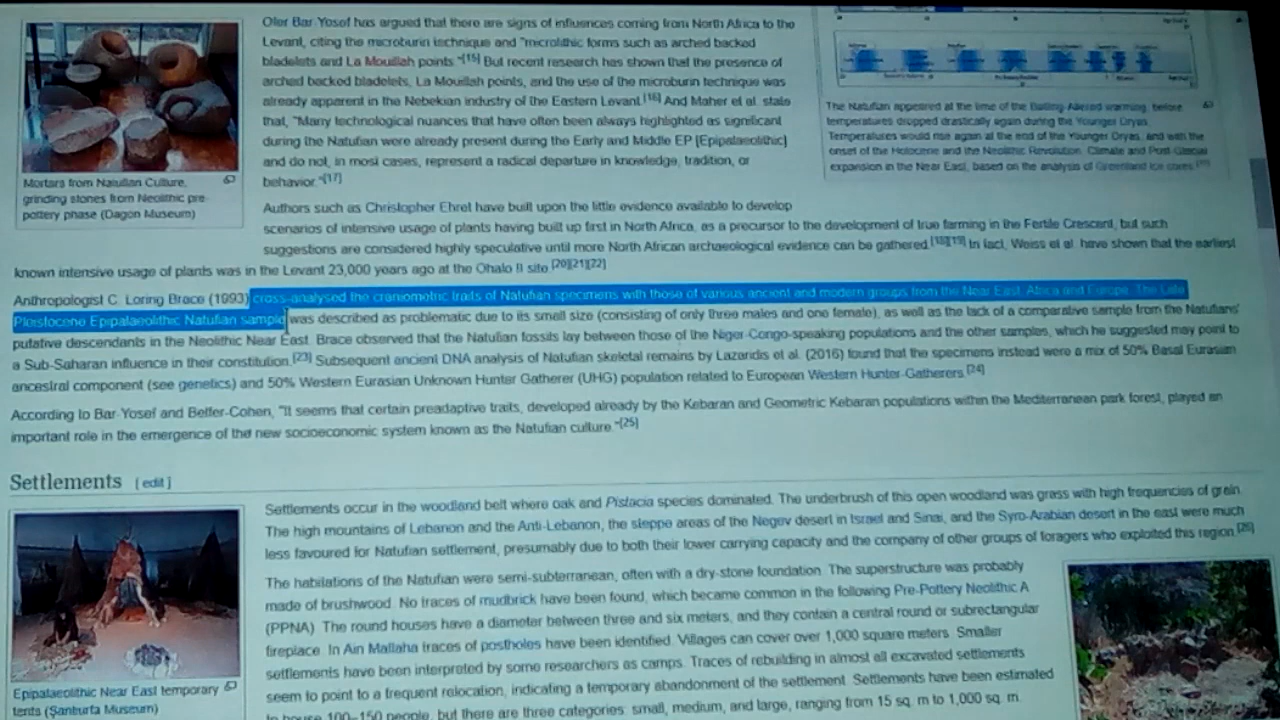 Ofer Bar-Yosef has argued that there are signs of influences coming from North Africa to the
Levant, citing the microburin technique and "microlithic forms such as arched backed
bladelets and La Mouillah points."[15] But recent research has shown that the presence of
arched backed bladelets, La Mouillah points, and the use of the microburin technique was
already apparent in the Nebekian industry of the Eastern Levant.[16] And Maher et al. state
that, "Many technological nuances that have often been always highlighted as significant
during the Natufian were already present during the Early and Middle EP [Epipalaeolithic]
and do not, in most cases, represent a radical departure in knowledge, tradition, or
behavior."[17]
Mortars from Natufian Culture,
grinding stones from Neolithic pre-
pottery phase (Dagon Museum)
The Natufian appeared at the time of the Bølling-Allerød warming, before
temperatures dropped drastically again during the Younger Dryas.
Temperatures would rise again at the end of the Younger Dryas, and with the
onset of the Holocene and the Neolithic Revolution. Climate and Post-Glacial
expansion in the Near East, based on the analysis of Greenland ice cores.
Authors such as Christopher Ehret have built upon the little evidence available to develop
scenarios of intensive usage of plants having built up first in North Africa, as a precursor to the development of true farming in the Fertile Crescent, but such
suggestions are considered highly speculative until more North African archaeological evidence can be gathered.[18][19] In fact, Weiss et al. have shown that the earliest
known intensive usage of plants was in the Levant 23,000 years ago at the Ohalo II site.[20][21][22]
Anthropologist C. Loring Brace (1993) cross-analysed the craniometric traits of Natufian specimens with those of various ancient and modern groups from the Near East, Africa and Europe. The Late
Pleistocene Epipalaeolithic Natufian sample was described as problematic due to its small size (consisting of only three males and one female), as well as the lack of a comparative sample from the Natufians'
putative descendants in the Neolithic Near East. Brace observed that the Natufian fossils lay between those of the Niger-Congo-speaking populations and the other samples, which he suggested may point to
a Sub-Saharan influence in their constitution.[23] Subsequent ancient DNA analysis of Natufian skeletal remains by Lazaridis et al. (2016) found that the specimens instead were a mix of 50% Basal Eurasian
ancestral component (see genetics) and 50% Western Eurasian Unknown Hunter Gatherer (UHG) population related to European Western Hunter-Gatherers.[24]
According to Bar-Yosef and Belfer-Cohen, "It seems that certain preadaptive traits, developed already by the Kebaran and Geometric Kebaran populations within the Mediterranean park forest, played an
important role in the emergence of the new socioeconomic system known as the Natufian culture."[25]
Settlements [ edit ]
Settlements occur in the woodland belt where oak and Pistacia species dominated. The underbrush of this open woodland was grass with high frequencies of grain.
The high mountains of Lebanon and the Anti-Lebanon, the steppe areas of the Negev desert in Israel and Sinai, and the Syro-Arabian desert in the east were much
less favoured for Natufian settlement, presumably due to both their lower carrying capacity and the company of other groups of foragers who exploited this region.[26]
The habitations of the Natufian were semi-subterranean, often with a dry-stone foundation. The superstructure was probably
made of brushwood. No traces of mudbrick have been found, which became common in the following Pre-Pottery Neolithic A
(PPNA). The round houses have a diameter between three and six meters, and they contain a central round or subrectangular
fireplace. In Ain Mallaha traces of postholes have been identified. Villages can cover over 1,000 square meters. Smaller
settlements have been interpreted by some researchers as camps. Traces of rebuilding in almost all excavated settlements
seem to point to a frequent relocation, indicating a temporary abandonment of the settlement. Settlements have been estimated
to house 100–150 people, but there are three categories: small, medium, and large, ranging from 15 sq. m to 1,000 sq. m.
Epipalaeolithic Near East temporary
tents (Şanlıurfa Museum)